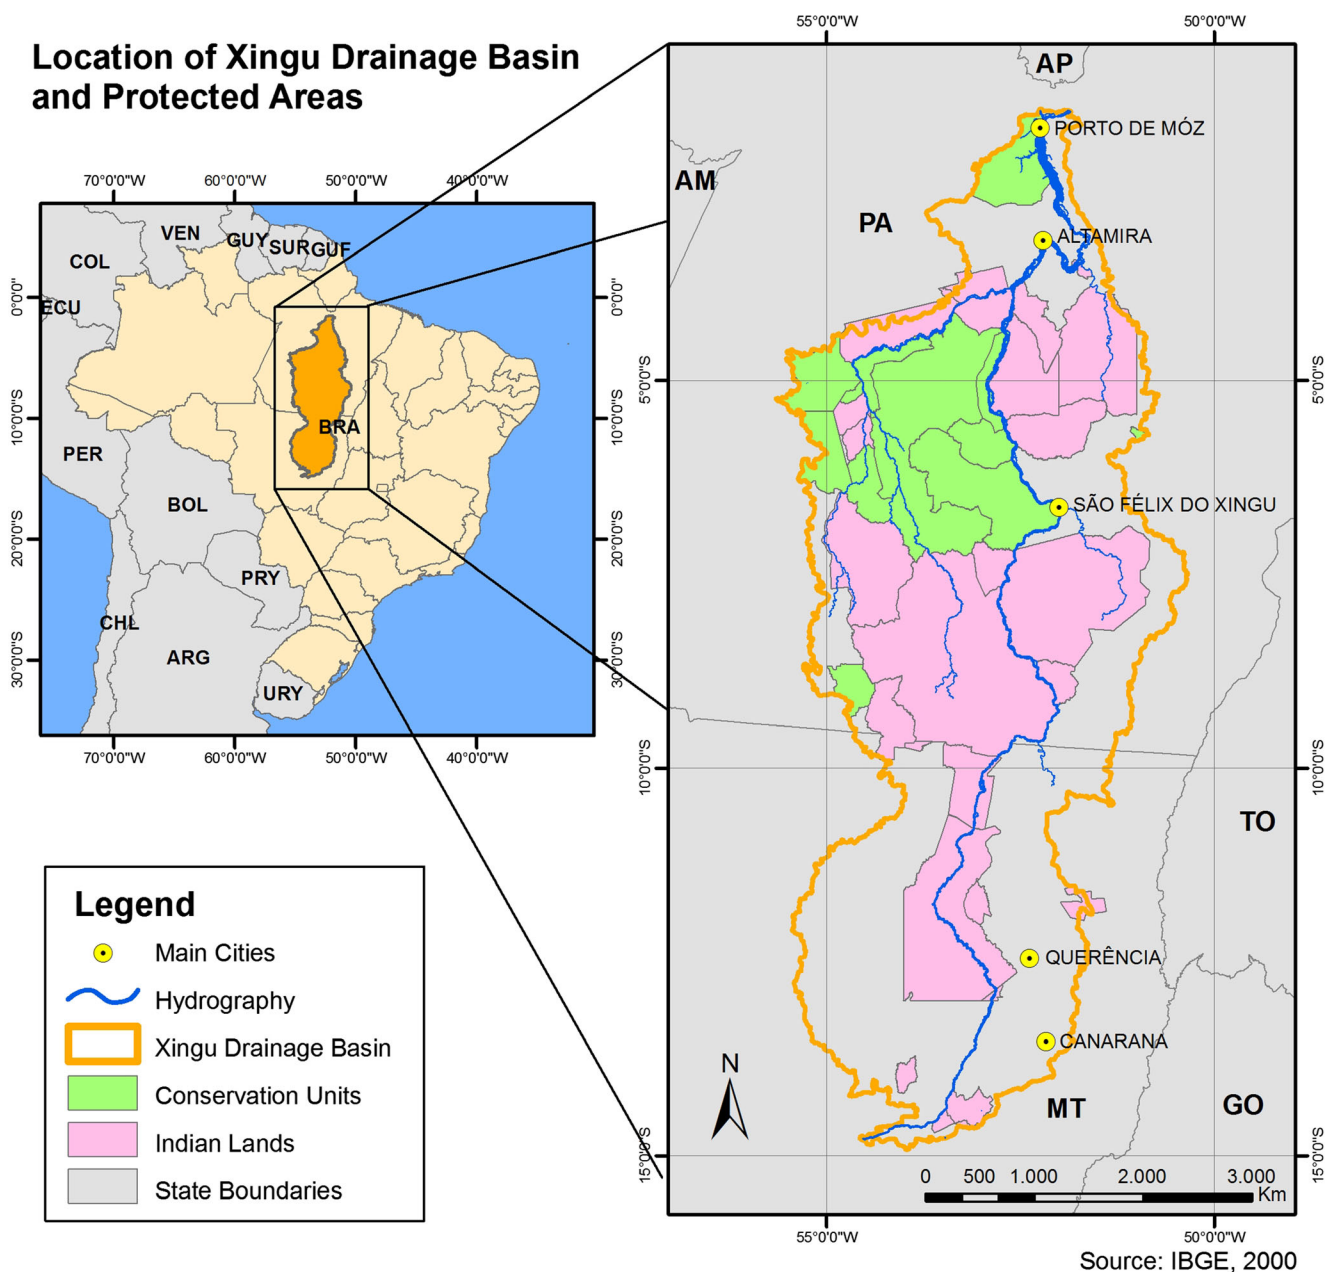 Location of Xingu Drainage Basin
and Protected Areas
70°0'0"W 60°0'0"W 50°0'0"W 40°0'0"W
0°0'0"
10°0'0"S
20°0'0"S
30°0'0"S
COL
VEN
GUY
SUR
GUF
ECU
PER
BRA
BOL
PRY
CHL
ARG
URY
0°0'0"
10°0'0"S
20°0'0"S
30°0'0"S
70°0'0"W 60°0'0"W 50°0'0"W 40°0'0"W
Legend
Main Cities
Hydrography
Xingu Drainage Basin
Conservation Units
Indian Lands
State Boundaries
55°0'0"W 50°0'0"W
AP
PORTO DE MÓZ
AM
PA
ALTAMIRA
5°0'0"S 5°0'0"S
SÃO FÉLIX DO XINGU
10°0'0"S 10°0'0"S
TO
QUERÊNCIA
CANARANA
N
MT
GO
15°0'0"S 15°0'0"S
0 500 1.000 2.000 3.000
Km
55°0'0"W 50°0'0"W
Source: IBGE, 2000